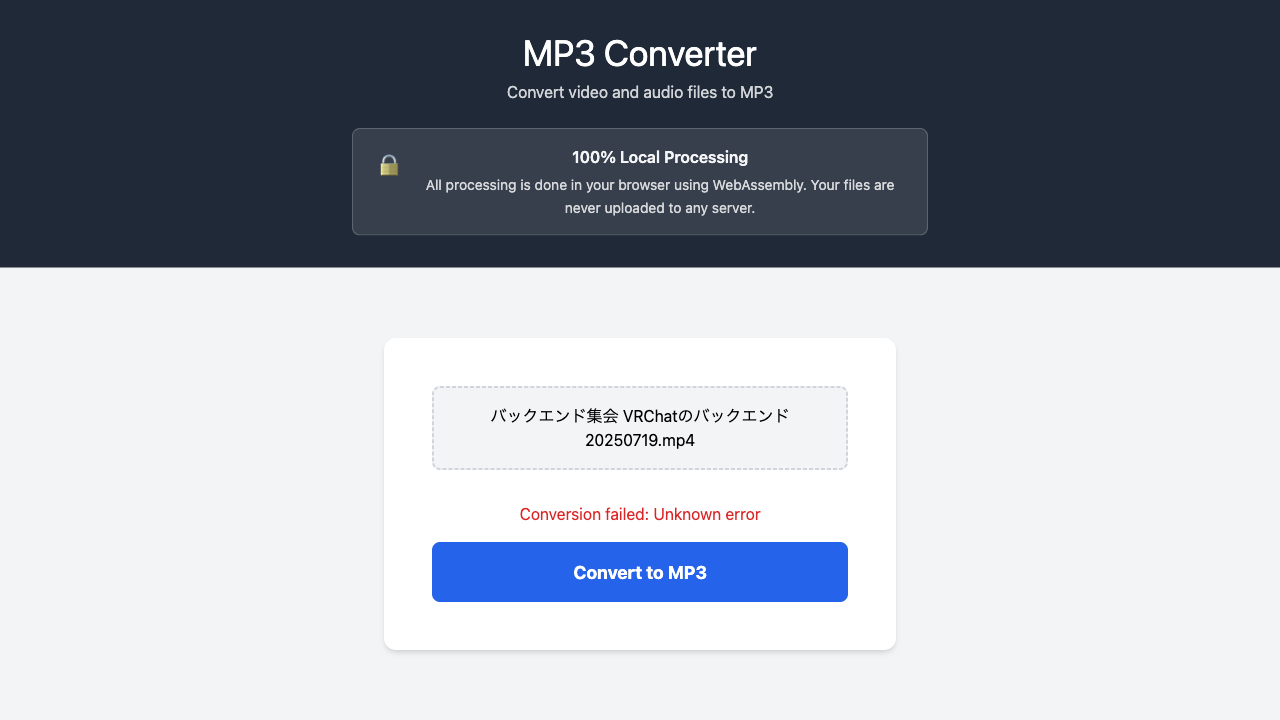 MP3 Converter
Convert video and audio files to MP3
100% Local Processing
All processing is done in your browser using WebAssembly. Your files are
never uploaded to any server.
バックエンド集会 VRChatのバックエンド
20250719.mp4
Conversion failed: Unknown error
Convert to MP3